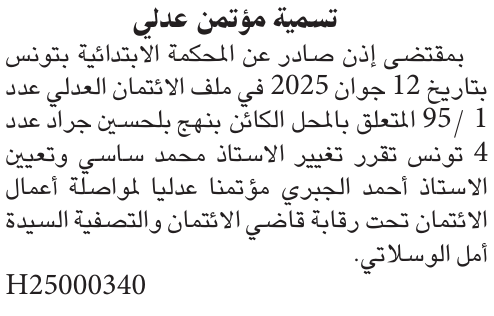 تسمية مؤتمن عدلي
بمقتضى إذن صادر عن المحكمة الابتدائية بتونس
بتاريخ 12 جوان 2025 في ملف الائتمان العدلي عدد
1 /95 المتعلق بالمحل الكائن بنهج بلحسين جراد عدد
4 تونس تقرر تغيير الاستاذ محمد ساسي وتعيين
الاستاذ أحمد الجبري مؤتمنا عدليا لمواصلة أعمال
الائتمان تحت رقابة قاضي الائتمان والتصفية السيدة
أمل الوسلاتي.
H25000340